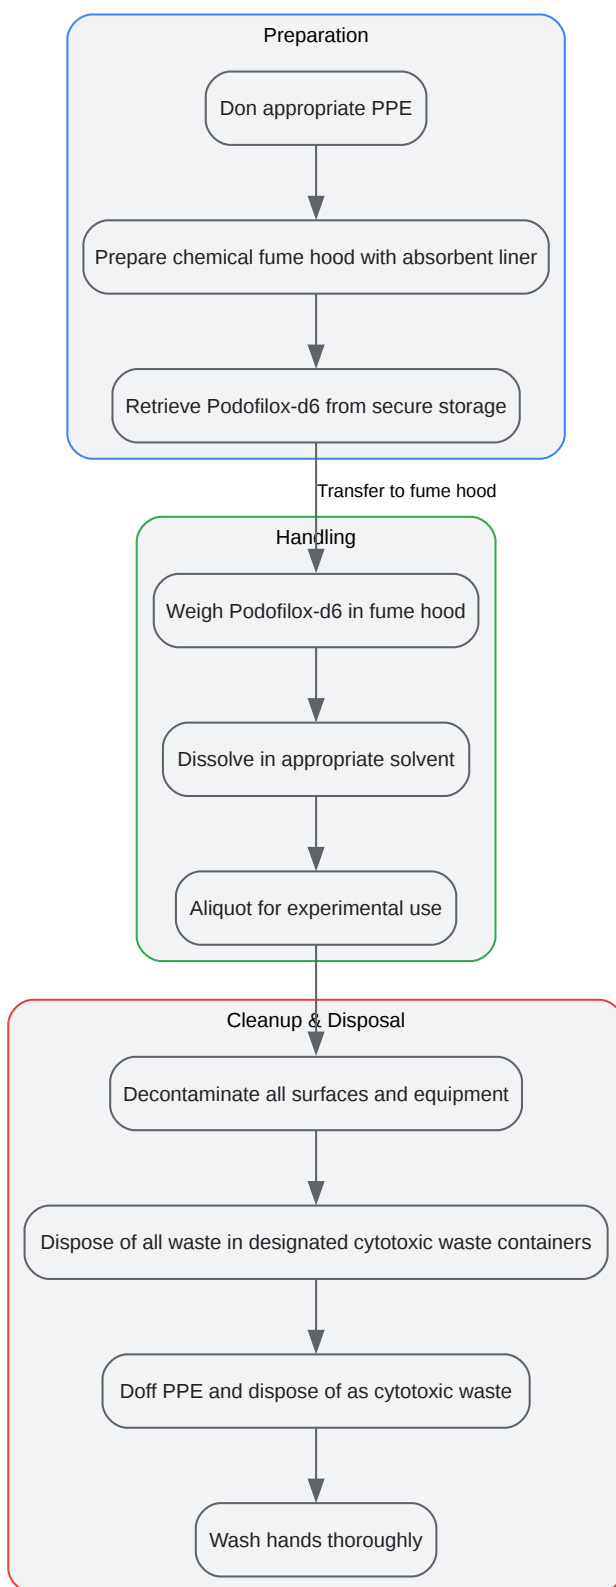 Preparation
Don appropriate PPE
Prepare chemical fume hood with absorbent liner
Retrieve Podofilox-d6 from secure storage
Transfer to fume hood
Handling
Weigh Podofilox-d6 in fume hood
Dissolve in appropriate solvent
Aliquot for experimental use
Cleanup & Disposal
Decontaminate all surfaces and equipment
Dispose of all waste in designated cytotoxic waste containers
Doff PPE and dispose of as cytotoxic waste
Wash hands thoroughly